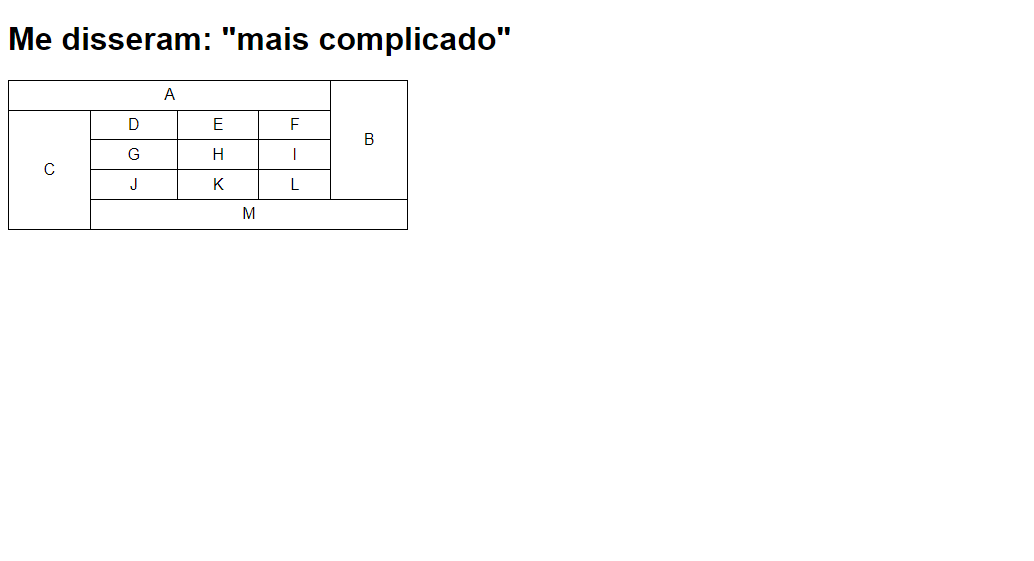 Me disseram: "mais complicado"
A
B
C
D E F
G H I
J K L
M